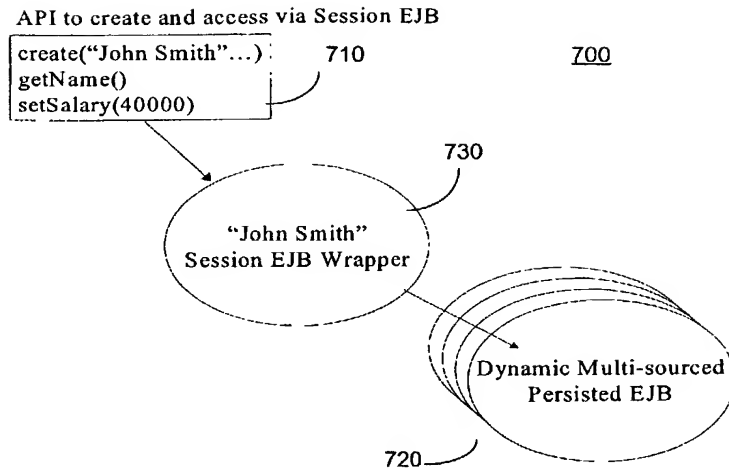 API to create and access via Session EJB
create(“John Smith”...)
getName()
setSalary(40000)
710
700
730
“John Smith”
Session EJB Wrapper
Dynamic Multi-sourced
Persisted EJB
720